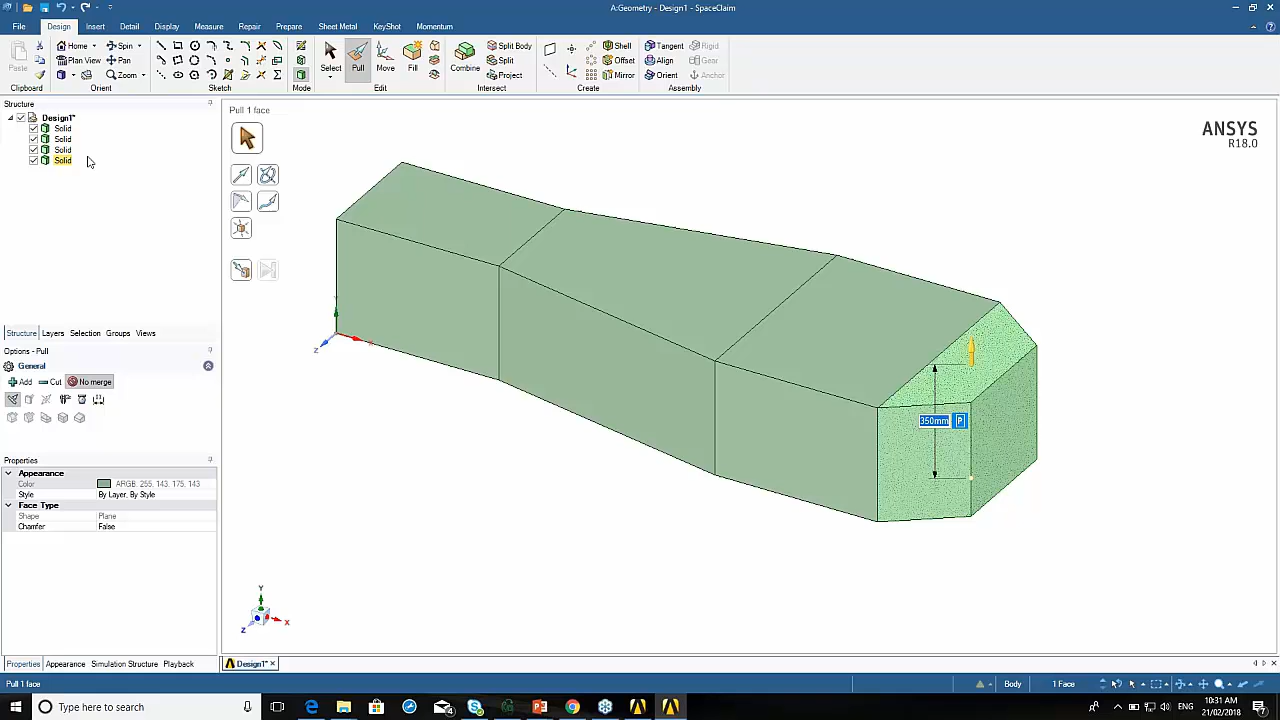 A:Geometry - Design1 - SpaceClaim
File Design Insert Detail Display Measure Repair Prepare Sheet Metal KeyShot Momentum
Paste
Home Spin
Plan View Pan
Zoom
Select Pull Move Fill
Combine
Split Body
Split
Project
Shell
Offset
Mirror
Tangent
Align
Orient
Rigid
Gear
Anchor
Clipboard Orient Sketch Mode Edit Intersect Create Assembly
Structure
Design1*
Solid
Solid
Solid
Solid
Structure Layers Selection Groups Views
Options - Pull
General
Add Cut No merge
Properties
Appearance
Color ARGB: 255, 143, 175, 143
Style By Layer, By Style
Face Type
Shape Plane
Chamfer False
Properties Appearance Simulation Structure Playback
Pull 1 face
ANSYS
R18.0
350mm P
Z
Y
X
Z
Design1*
Pull 1 face
Body 1 Face
Type here to search
ENG
10:31 AM
21/02/2018